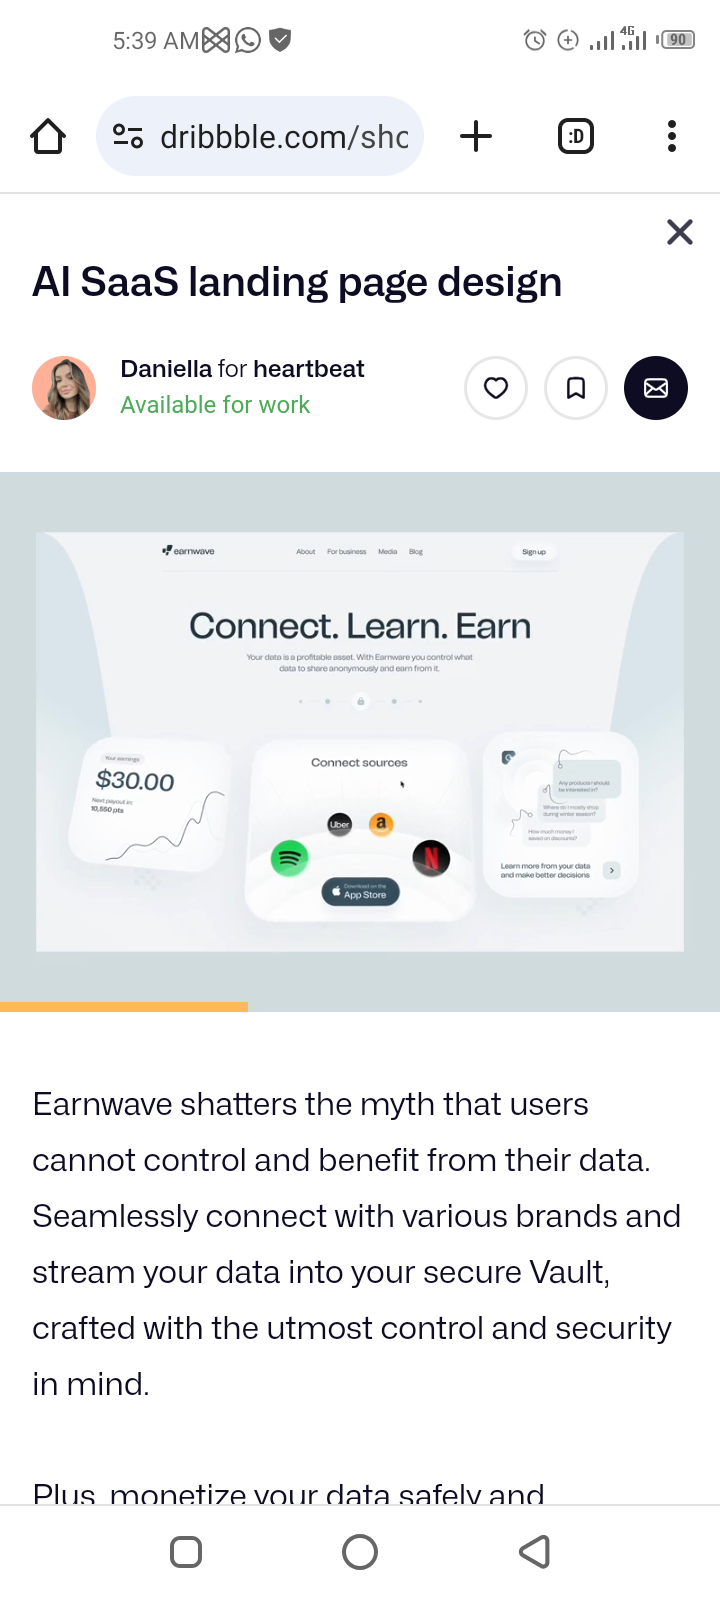 5:39 AM
4G
90
dribbble.com/sho
:D
AI SaaS landing page design
Daniella for heartbeat
Available for work
earnwave
About For business Media Blog
Sign up
Connect. Learn. Earn
Your data is a profitable asset. With Earnware you control what
data to share anonymously and earn from it.
Your earnings
$30.00
Next payout in:
10,550 pts
Connect sources
Uber
a
N
Download on the
App Store
Any products I should
be interested in?
Where do I mostly shop
during winter season?
How much money I
saved on discounts?
Learn more from your data
and make better decisions
Earnwave shatters the myth that users
cannot control and benefit from their data.
Seamlessly connect with various brands and
stream your data into your secure Vault,
crafted with the utmost control and security
in mind.
Plus, monetize your data safely and